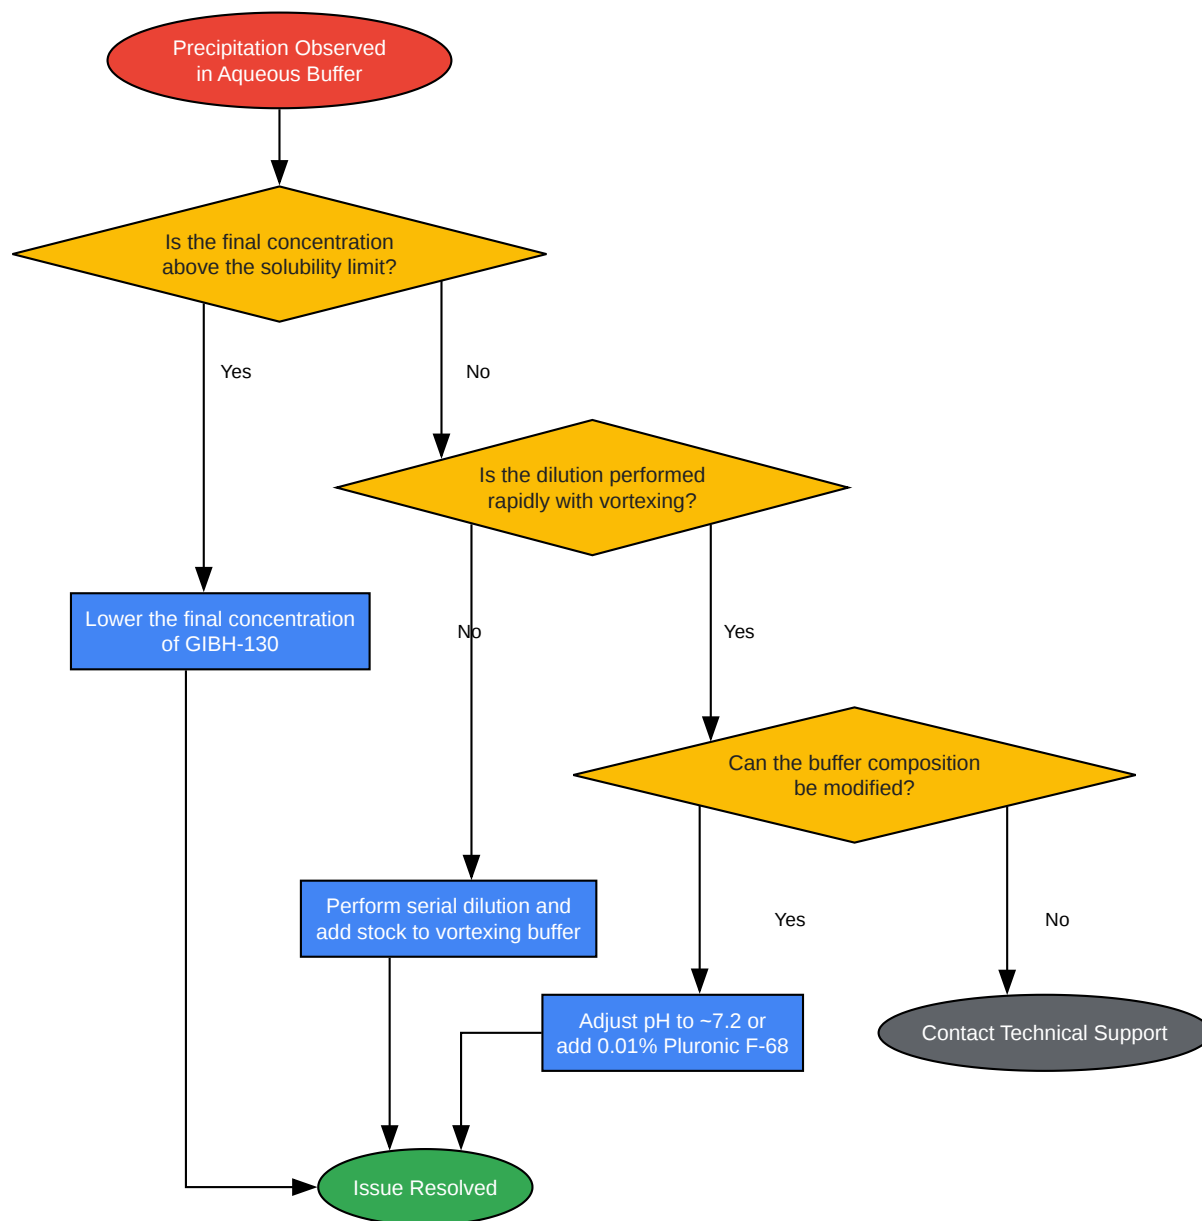 Precipitation Observed
in Aqueous Buffer
Is the final concentration
above the solubility limit?
Yes
No
Is the dilution performed
rapidly with vortexing?
Lower the final concentration
of GIBH-130
No
Yes
Can the buffer composition
be modified?
Perform serial dilution and
add stock to vortexing buffer
Yes
No
Adjust pH to ~7.2 or
add 0.01% Pluronic F-68
Contact Technical Support
Issue Resolved